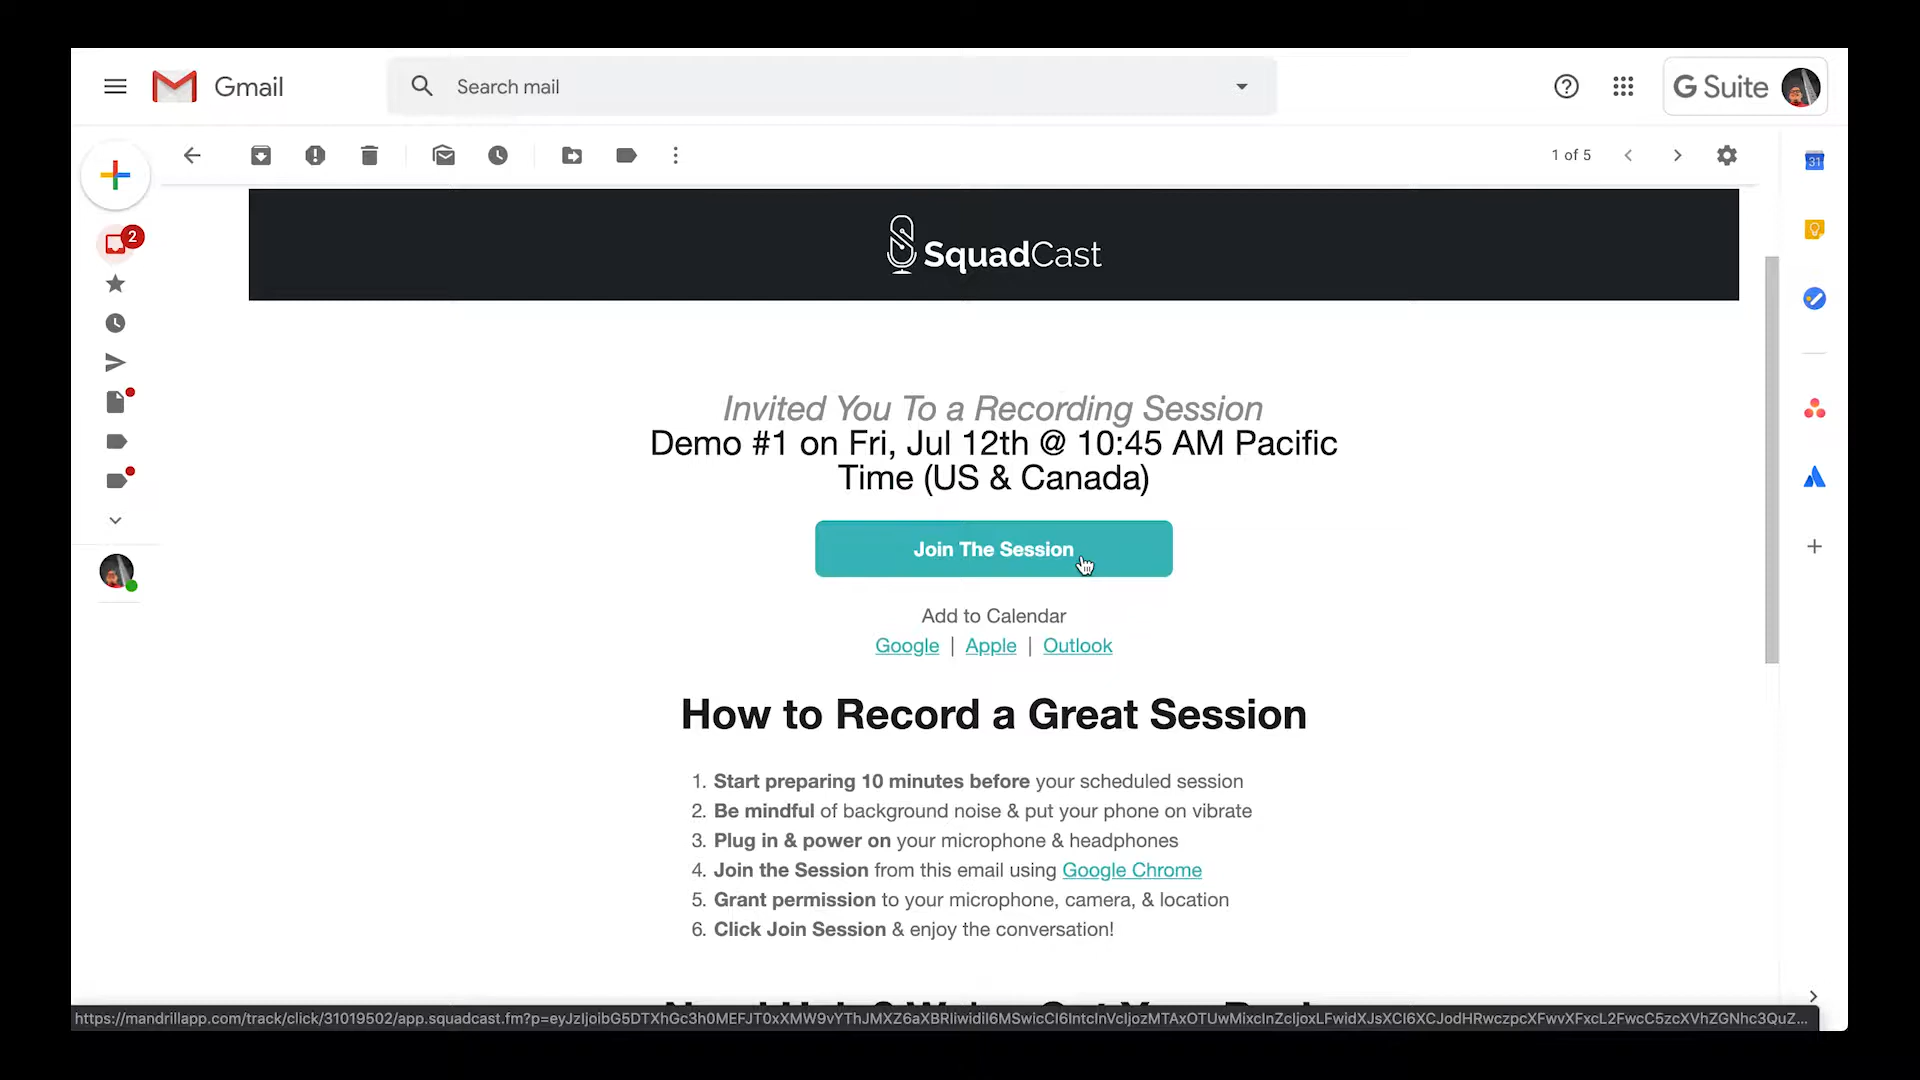 Gmail
Search mail
G Suite
1 of 5
31
2
SquadCast
Invited You To a Recording Session
Demo #1 on Fri, Jul 12th @ 10:45 AM Pacific
Time (US & Canada)
Join The Session
Add to Calendar
Google | Apple | Outlook
How to Record a Great Session
1. Start preparing 10 minutes before your scheduled session
2. Be mindful of background noise & put your phone on vibrate
3. Plug in & power on your microphone & headphones
4. Join the Session from this email using Google Chrome
5. Grant permission to your microphone, camera, & location
6. Click Join Session & enjoy the conversation!